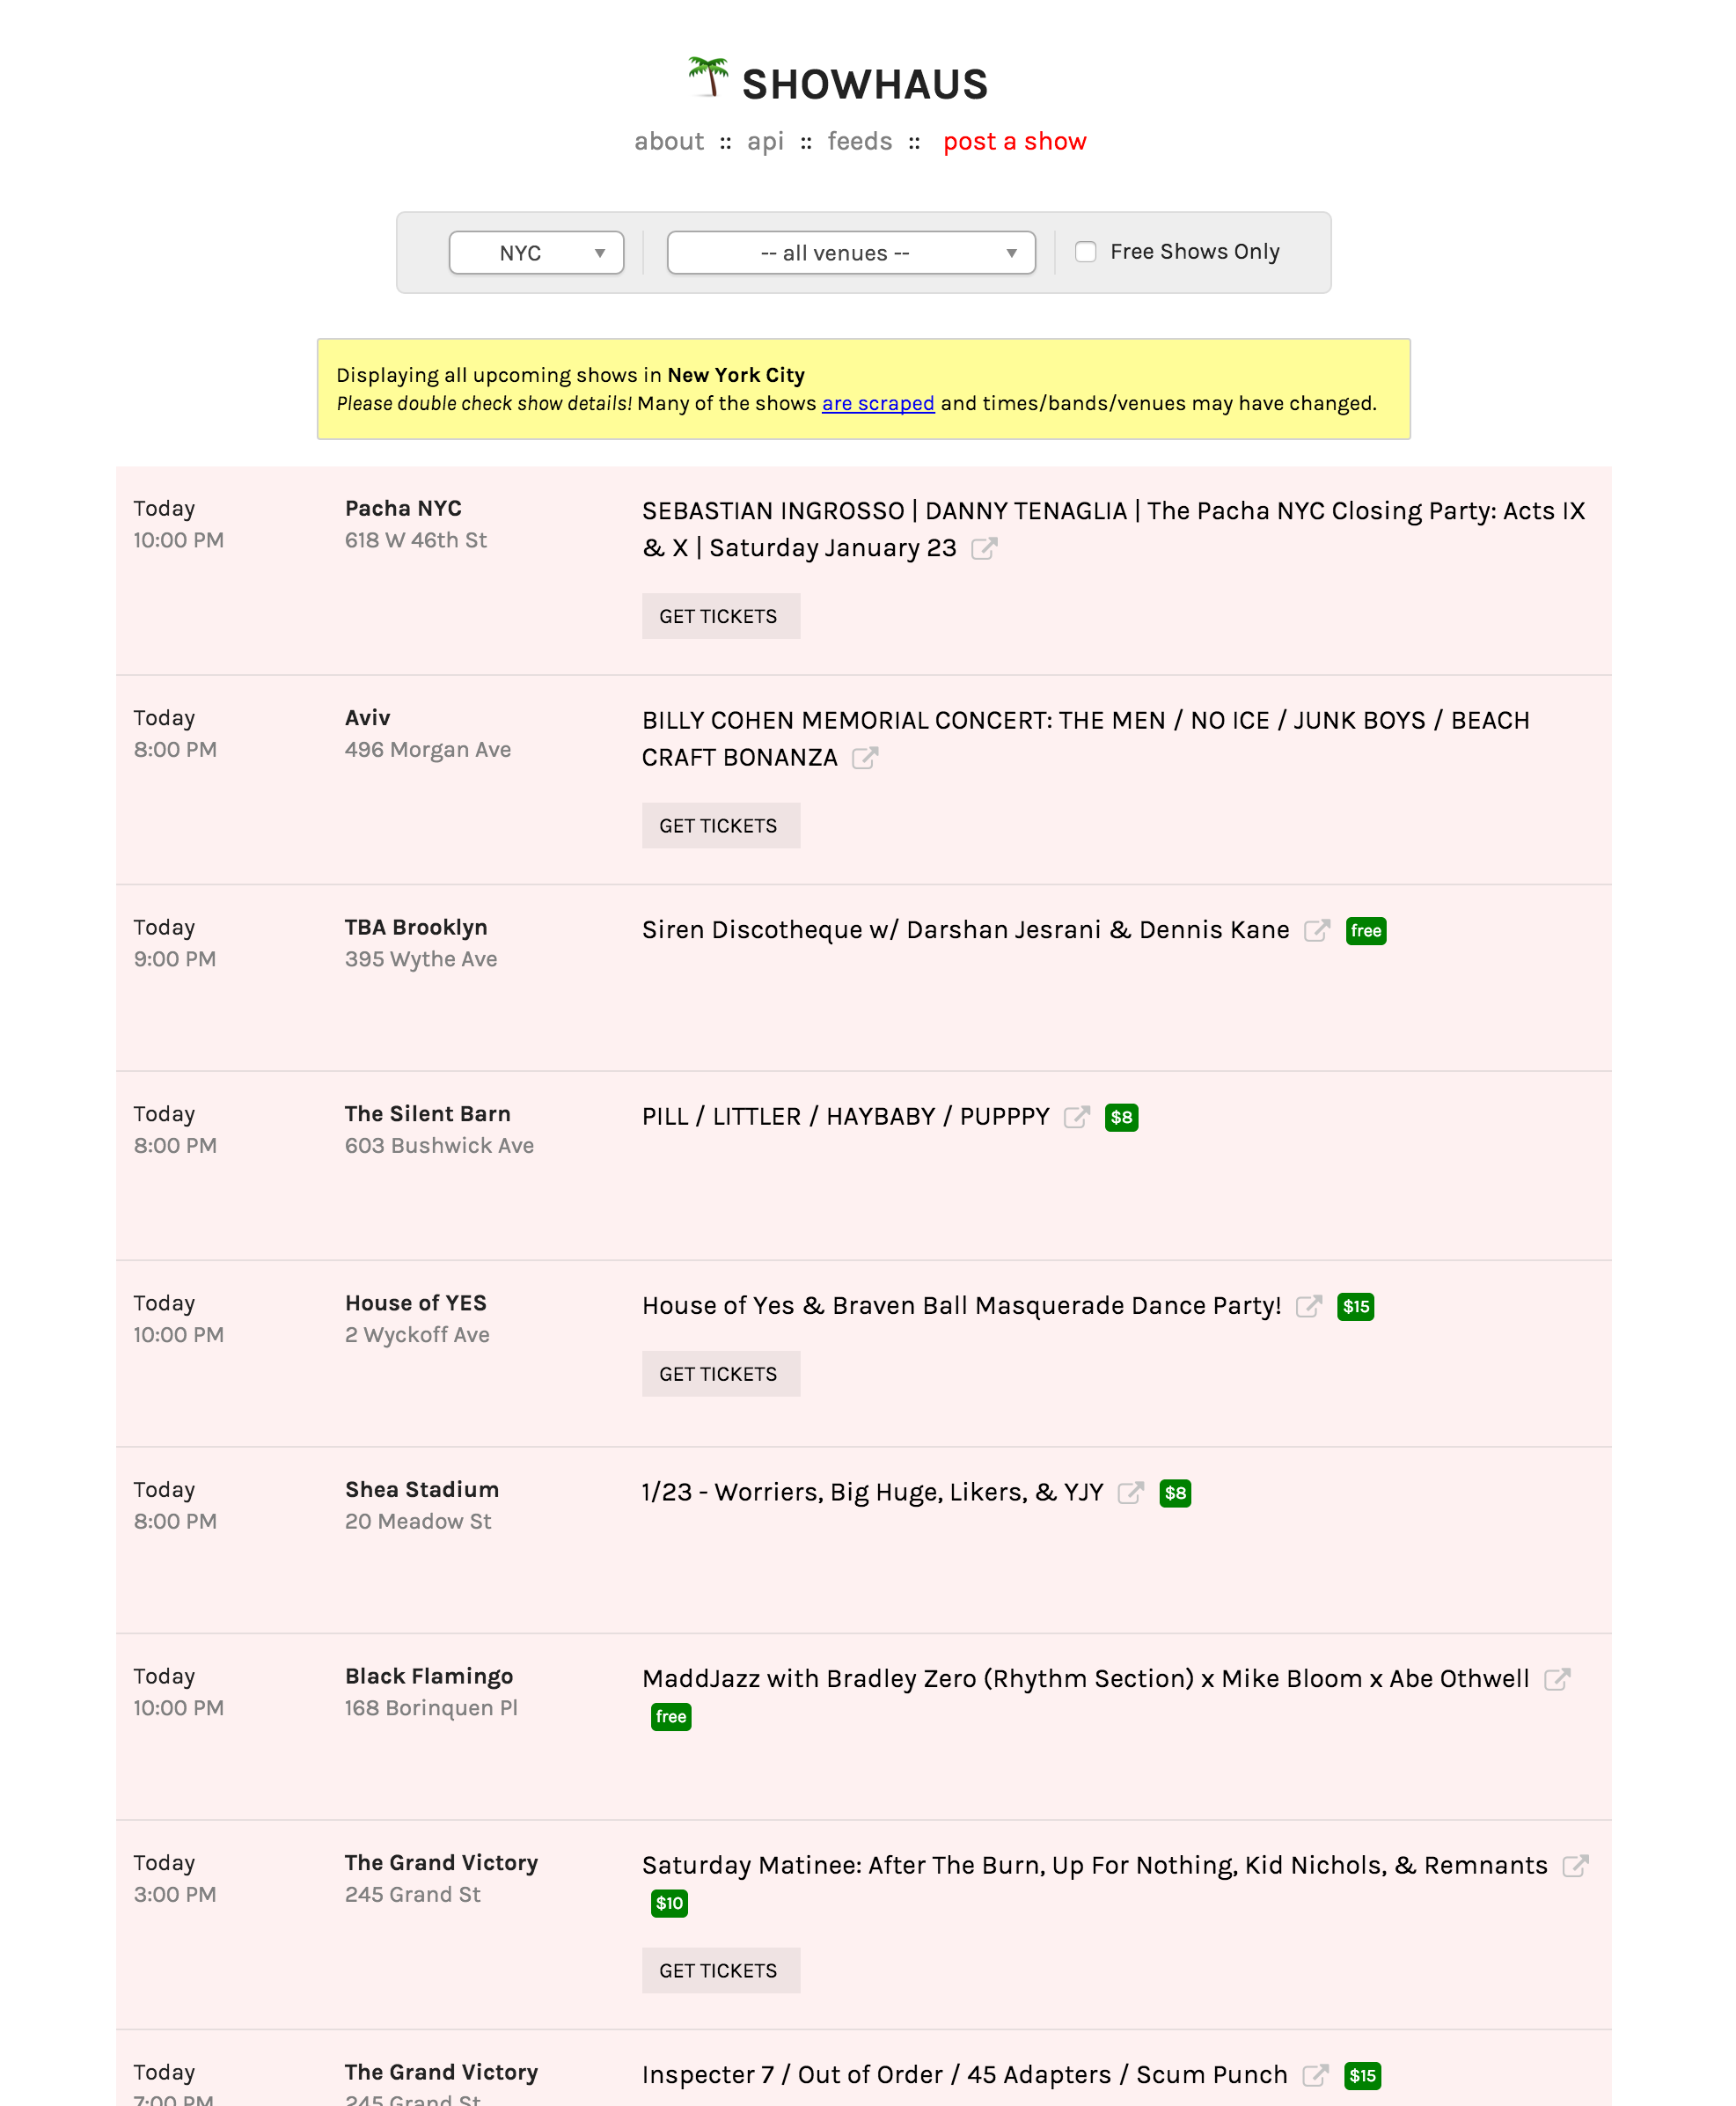 SHOWHAUS
about :: api :: feeds :: post a show
NYC ▼ -- all venues -- ▼ Free Shows Only
Displaying all upcoming shows in New York City
Please double check show details! Many of the shows are scraped and times/bands/venues may have changed.
Today
10:00 PM
Pacha NYC
618 W 46th St
SEBASTIAN INGROSSO | DANNY TENAGLIA | The Pacha NYC Closing Party: Acts IX
& X | Saturday January 23
GET TICKETS
Today
8:00 PM
Aviv
496 Morgan Ave
BILLY COHEN MEMORIAL CONCERT: THE MEN / NO ICE / JUNK BOYS / BEACH
CRAFT BONANZA
GET TICKETS
Today
9:00 PM
TBA Brooklyn
395 Wythe Ave
Siren Discotheque w/ Darshan Jesrani & Dennis Kane free
Today
8:00 PM
The Silent Barn
603 Bushwick Ave
PILL / LITTLER / HAYBABY / PUPPPY $8
Today
10:00 PM
House of YES
2 Wyckoff Ave
House of Yes & Braven Ball Masquerade Dance Party! $15
GET TICKETS
Today
8:00 PM
Shea Stadium
20 Meadow St
1/23 - Worriers, Big Huge, Likers, & YJY $8
Today
10:00 PM
Black Flamingo
168 Borinquen Pl
MaddJazz with Bradley Zero (Rhythm Section) x Mike Bloom x Abe Othwell
free
Today
3:00 PM
The Grand Victory
245 Grand St
Saturday Matinee: After The Burn, Up For Nothing, Kid Nichols, & Remnants
$10
GET TICKETS
Today
7:00 PM
The Grand Victory
245 Grand St
Inspecter 7 / Out of Order / 45 Adapters / Scum Punch $15